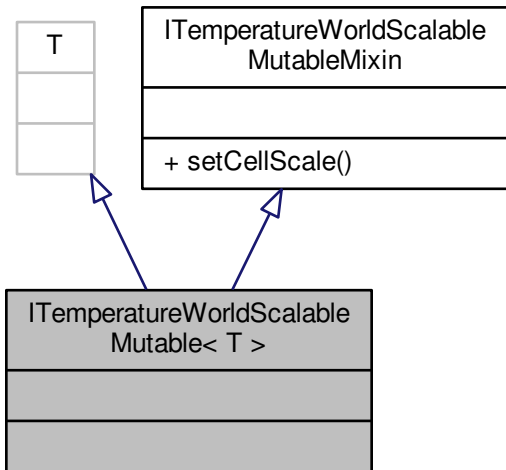 T
ITemperatureWorldScalable
MutableMixin
+ setCellScale()
ITemperatureWorldScalable
Mutable< T >